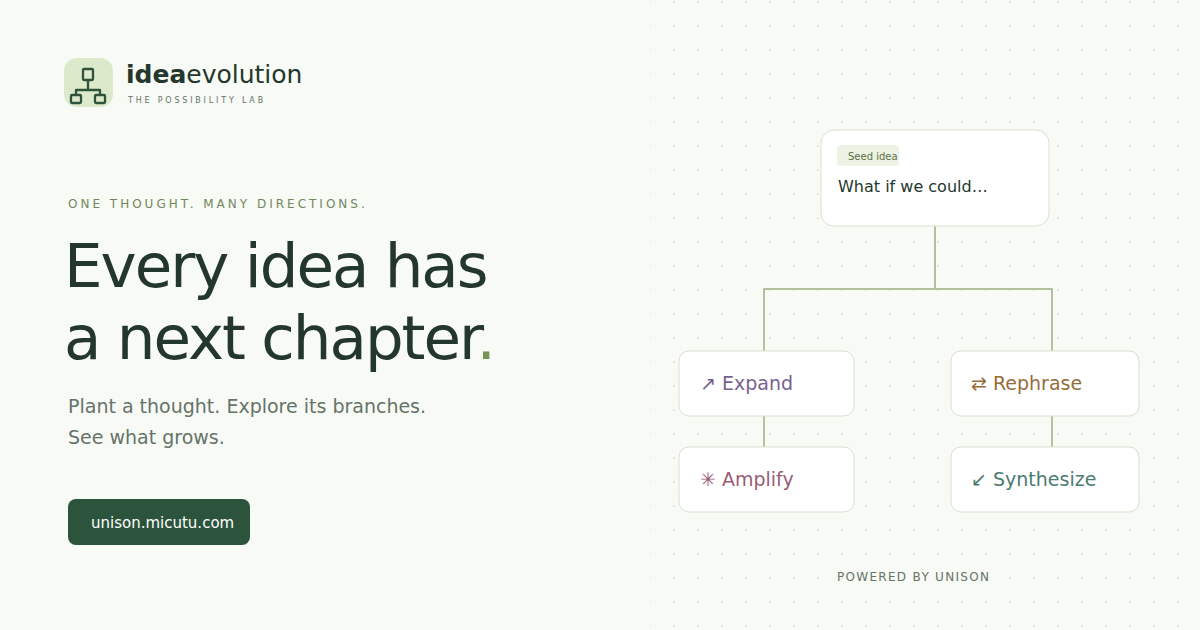 ideaevolution
THE POSSIBILITY LAB
ONE THOUGHT. MANY DIRECTIONS.
Every idea has
a next chapter.
Plant a thought. Explore its branches.
See what grows.
unison.micutu.com
Seed idea
What if we could…
↗ Expand
⇄ Rephrase
✳ Amplify
↙ Synthesize
POWERED BY UNISON